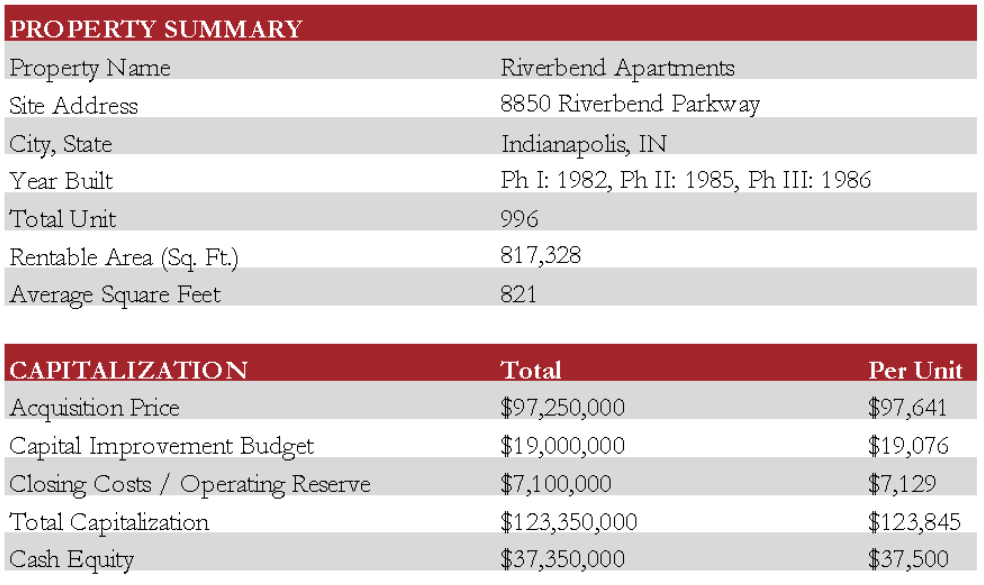 PROPERTY SUMMARY
Property Name Riverbend Apartments
Site Address 8850 Riverbend Parkway
City, State Indianapolis, IN
Year Built Ph I: 1982, Ph II: 1985, Ph III: 1986
Total Unit 996
Rentable Area (Sq. Ft.) 817,328
Average Square Feet 821
CAPITALIZATION Total Per Unit
Acquisition Price $97,250,000 $97,641
Capital Improvement Budget $19,000,000 $19,076
Closing Costs / Operating Reserve $7,100,000 $7,129
Total Capitalization $123,350,000 $123,845
Cash Equity $37,350,000 $37,500